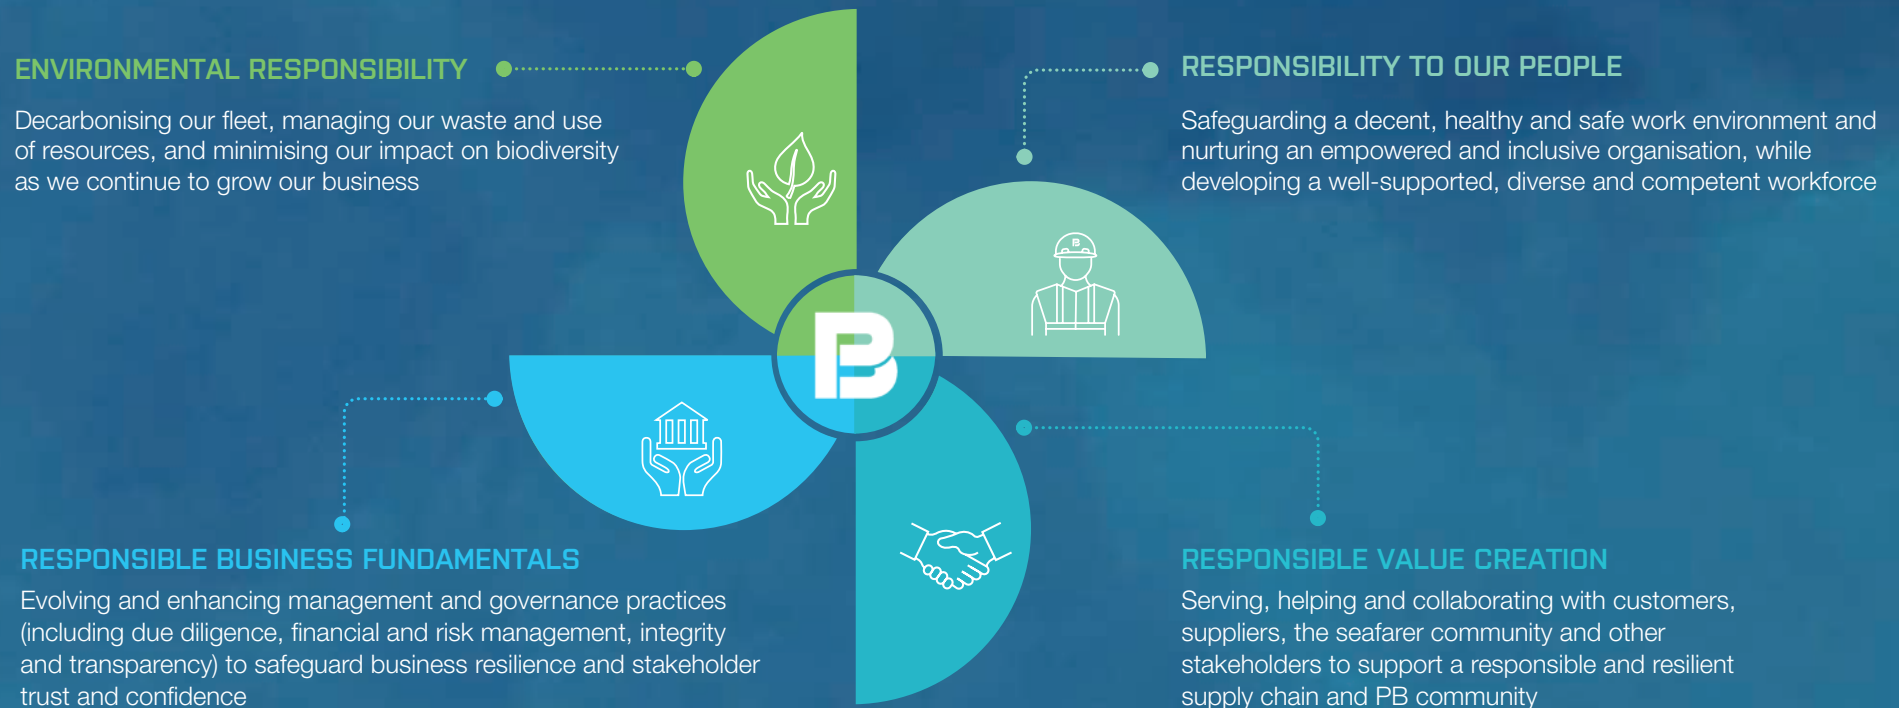 ENVIRONMENTAL RESPONSIBILITY
Decarbonising our fleet, managing our waste and use
of resources, and minimising our impact on biodiversity
as we continue to grow our business
RESPONSIBILITY TO OUR PEOPLE
Safeguarding a decent, healthy and safe work environment and
nurturing an empowered and inclusive organisation, while
developing a well-supported, diverse and competent workforce
RESPONSIBLE BUSINESS FUNDAMENTALS
Evolving and enhancing management and governance practices
(including due diligence, financial and risk management, integrity
and transparency) to safeguard business resilience and stakeholder
trust and confidence
RESPONSIBLE VALUE CREATION
Serving, helping and collaborating with customers,
suppliers, the seafarer community and other
stakeholders to support a responsible and resilient
supply chain and PB community